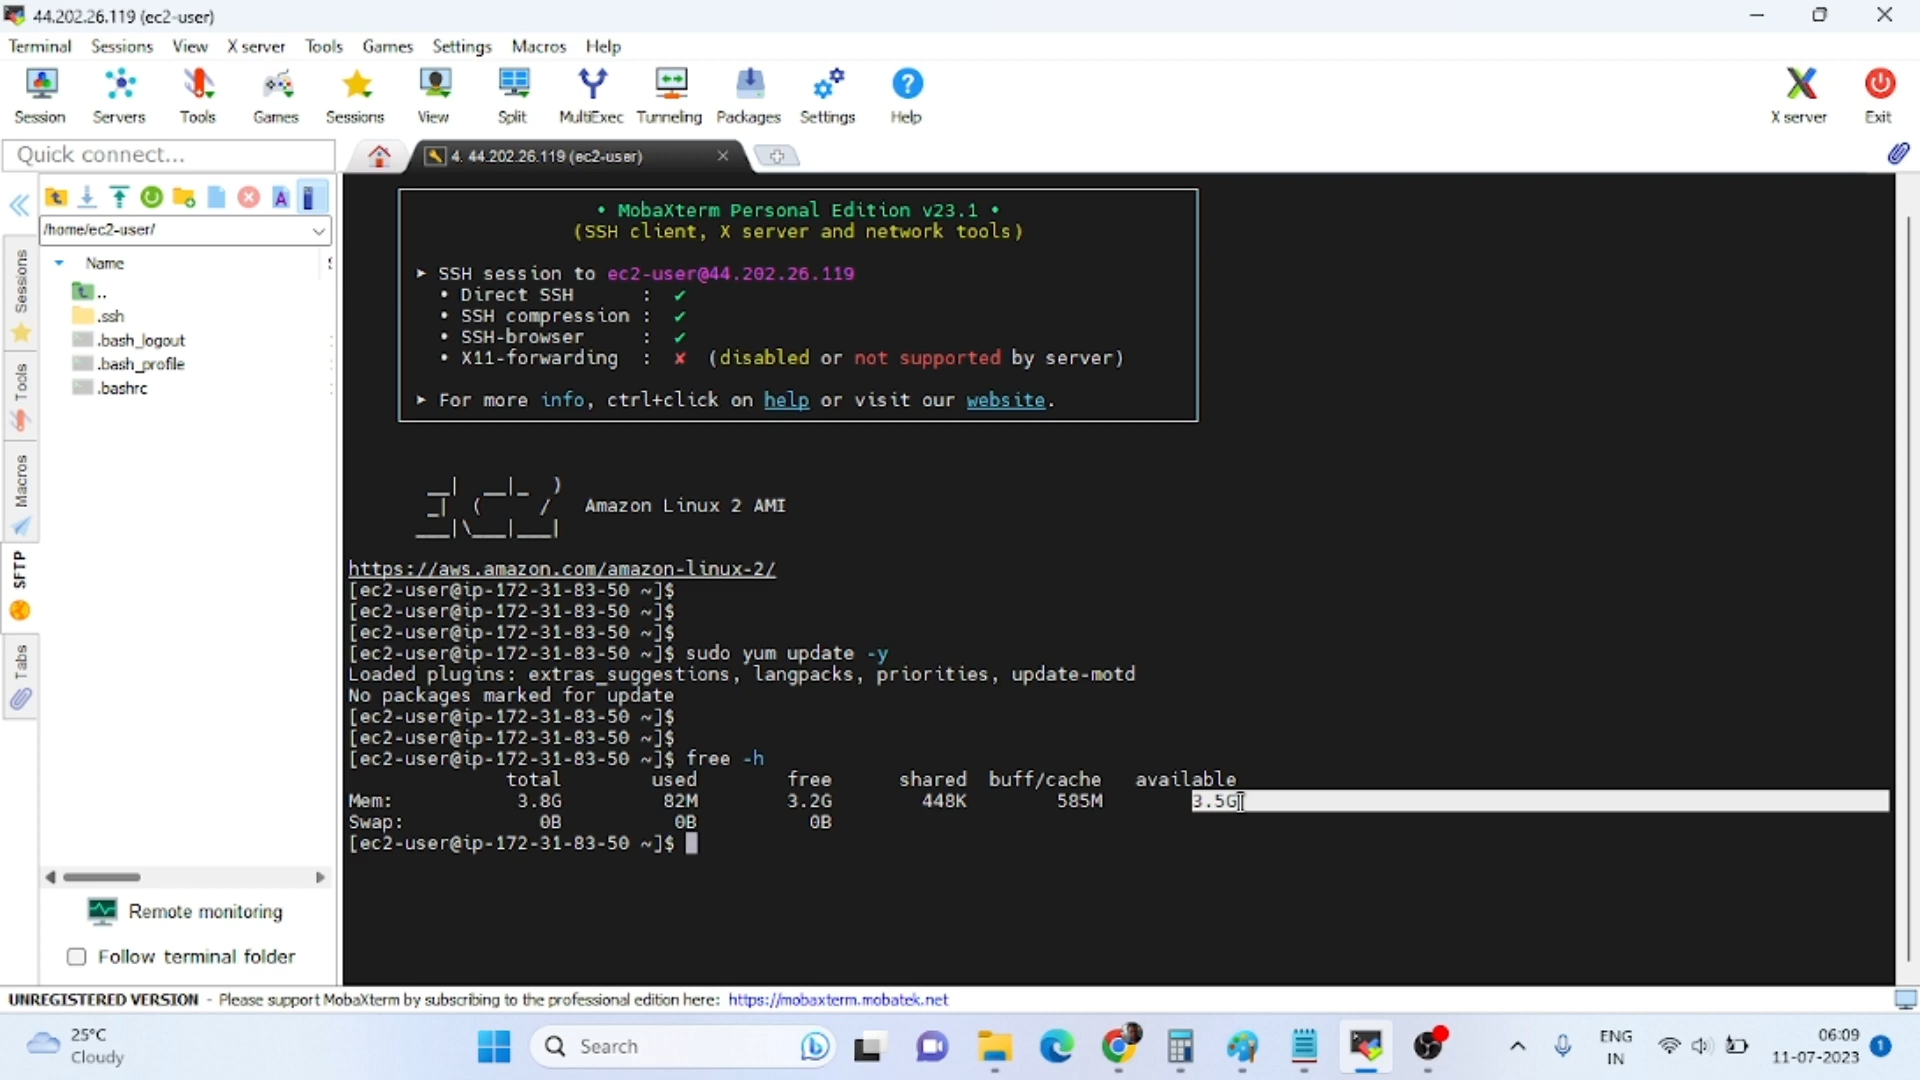 44.202.26.119 (ec2-user)
Terminal Sessions View X server Tools Games Settings Macros Help
Session Servers Tools Games Sessions View Split MultiExec Tunneling Packages Settings Help X server Exit
Quick connect...
4. 44.202.26.119 (ec2-user)
/home/ec2-user/
Name
..
.ssh
.bash_logout
.bash_profile
.bashrc
Sessions
Tools
Macros
SFTP
Tabs
Remote monitoring
Follow terminal folder
• MobaXterm Personal Edition v23.1 •
(SSH client, X server and network tools)
► SSH session to ec2-user@44.202.26.119
• Direct SSH : ✔
• SSH compression : ✔
• SSH-browser : ✔
• X11-forwarding : ✘ (disabled or not supported by server)
► For more info, ctrl+click on help or visit our website.
__| __|_ )
_| ( / Amazon Linux 2 AMI
___|\___|___|
https://aws.amazon.com/amazon-linux-2/
[ec2-user@ip-172-31-83-50 ~]$
[ec2-user@ip-172-31-83-50 ~]$
[ec2-user@ip-172-31-83-50 ~]$
[ec2-user@ip-172-31-83-50 ~]$ sudo yum update -y
Loaded plugins: extras_suggestions, langpacks, priorities, update-motd
No packages marked for update
[ec2-user@ip-172-31-83-50 ~]$
[ec2-user@ip-172-31-83-50 ~]$
[ec2-user@ip-172-31-83-50 ~]$ free -h
total used free shared buff/cache available
Mem: 3.8G 82M 3.2G 448K 585M 3.5G
Swap: 0B 0B 0B
[ec2-user@ip-172-31-83-50 ~]$
UNREGISTERED VERSION - Please support MobaXterm by subscribing to the professional edition here: https://mobaxterm.mobatek.net
25°C
Cloudy
Search
ENG
IN
06:09
11-07-2023
1